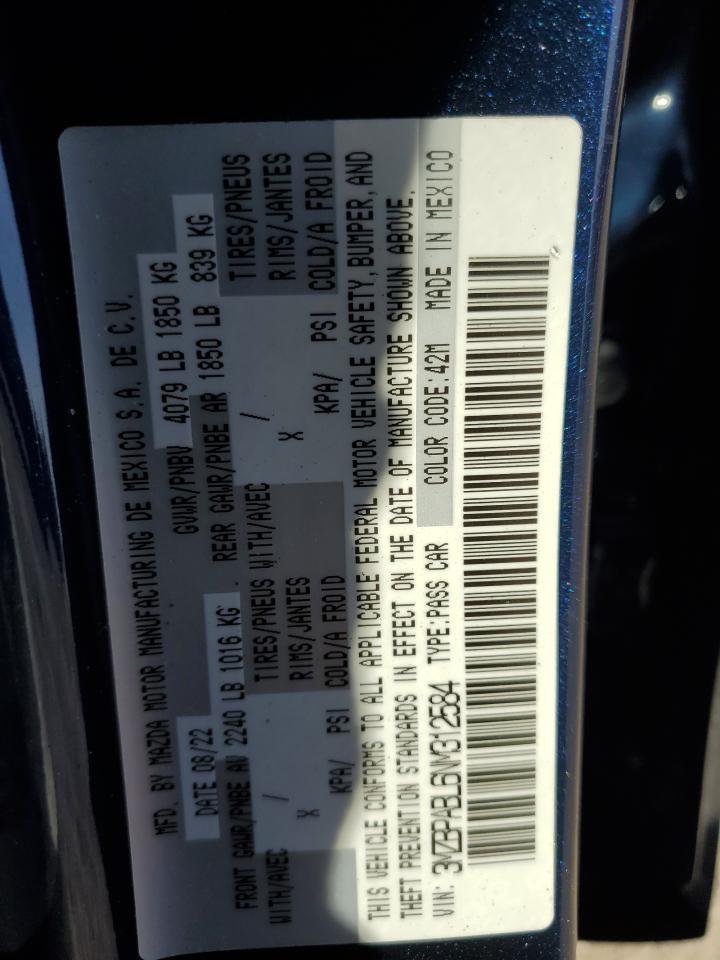 MFD. BY MAZDA MOTOR MANUFACTURING DE MEXICO S.A. DE C.V.
DATE 08/22 GVWR/PNBV 4079 LB 1850 KG
FRONT GAWR/PNBE AV 2240 LB 1016 KG REAR GAWR/PNBE AR 1850 LB 839 KG
WITH/AVEC / TIRES/PNEUS WITH/AVEC / TIRES/PNEUS
X RIMS/JANTES X RIMS/JANTES
KPA/ PSI COLD/A FROID KPA/ PSI COLD/A FROID
THIS VEHICLE CONFORMS TO ALL APPLICABLE FEDERAL MOTOR VEHICLE SAFETY, BUMPER, AND
THEFT PREVENTION STANDARDS IN EFFECT ON THE DATE OF MANUFACTURE SHOWN ABOVE.
VIN: 3MZBPABL6NM312584 TYPE:PASS CAR COLOR CODE:42M MADE IN MEXICO